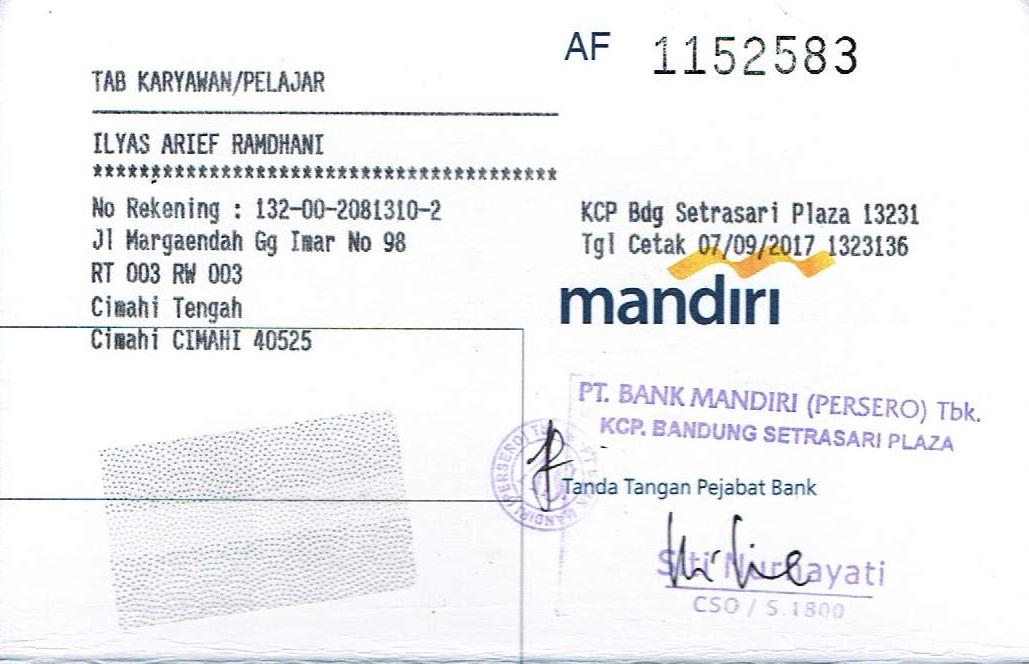 AF 1152583
TAB KARYAWAN/PELAJAR
ILYAS ARIEF RAMDHANI
****************************************
No Rekening : 132-00-2081310-2
Jl Margaendah Gg Imar No 98
RT 003 RW 003
Cimahi Tengah
Cimahi CIMAHI 40525
KCP Bdg Setrasari Plaza 13231
Tgl Cetak 07/09/2017 1323136
mandiri
PT. BANK MANDIRI (PERSERO) Tbk.
KCP. BANDUNG SETRASARI PLAZA
Tanda Tangan Pejabat Bank
Siti Nurhayati
CSO / S.1800